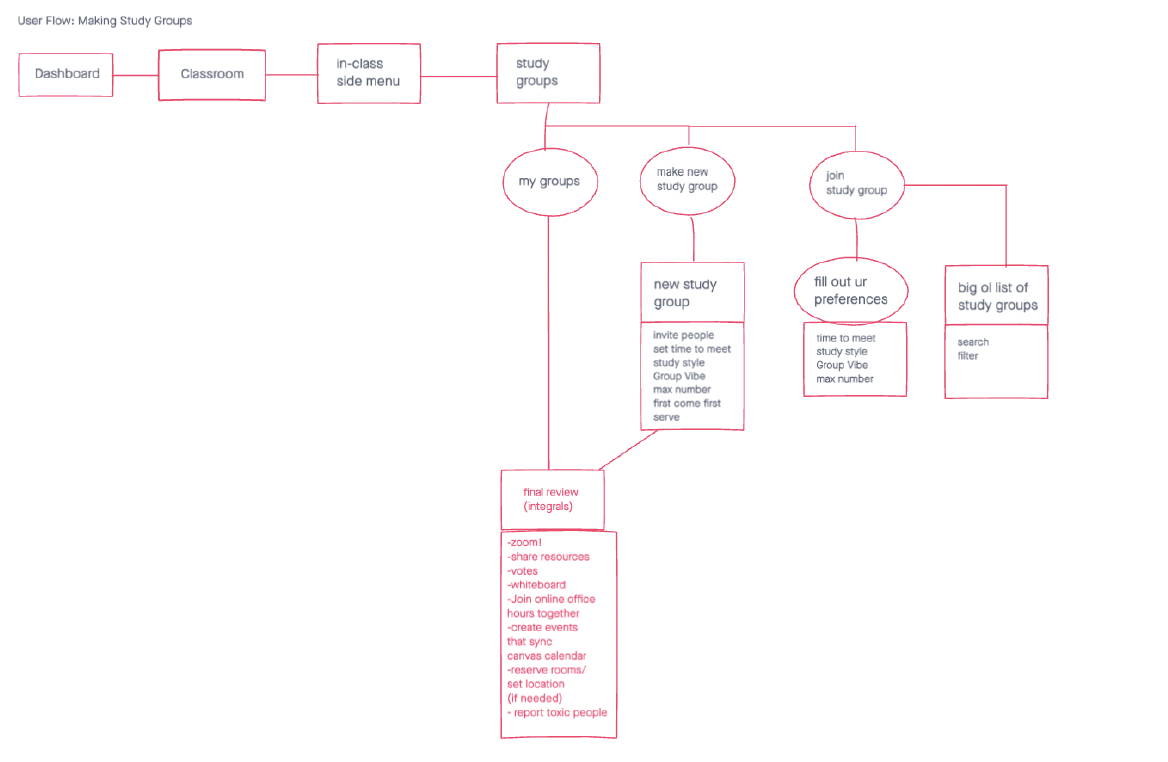 User Flow: Making Study Groups
Dashboard
Classroom
in-class
side menu
study
groups
my groups
make new
study group
join
study group
new study
group
invite people
set time to meet
study style
Group Vibe
max number
first come first
serve
fill out ur
preferences
time to meet
study style
Group Vibe
max number
big ol list of
study groups
search
filter
final review
(integrals)
-zoom!
-share resources
-votes
-whiteboard
-Join online office
hours together
-create events
that sync
canvas calendar
-reserve rooms/
set location
(if needed)
- report toxic people